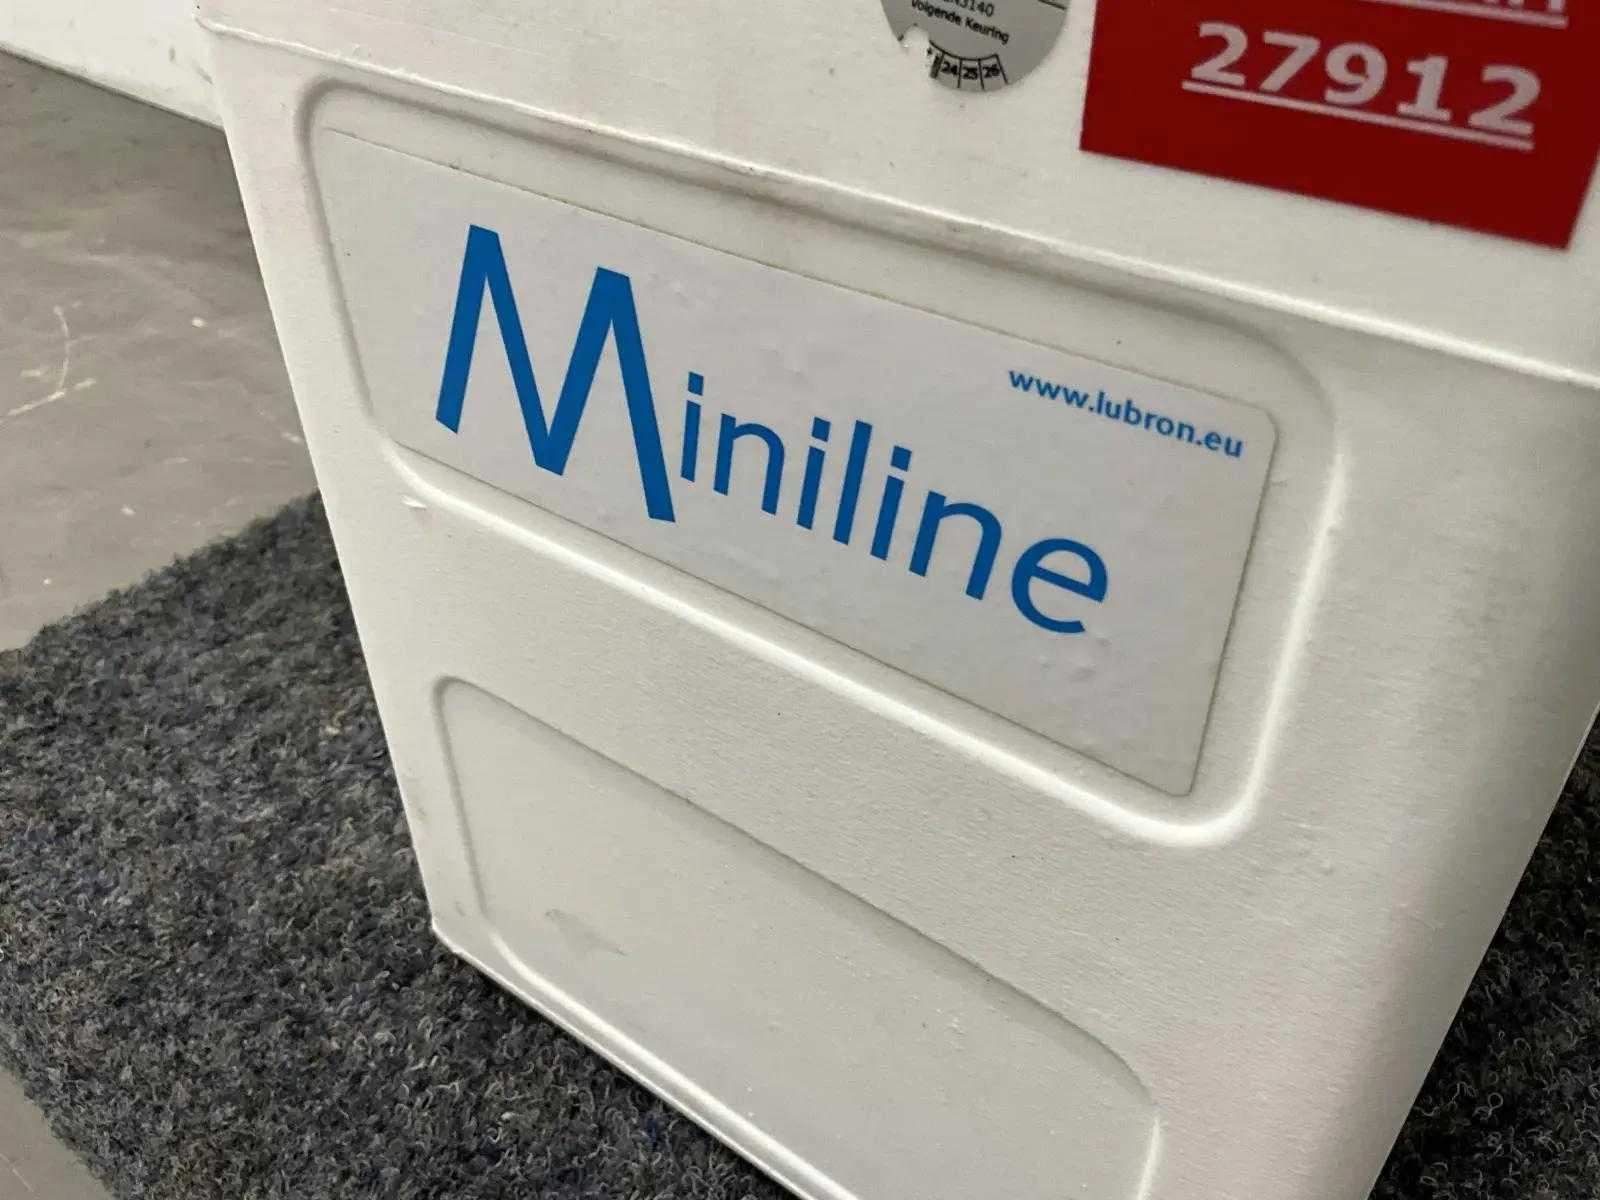 Volgende Keuring
24 25 26
27912
www.lubron.eu
Miniline